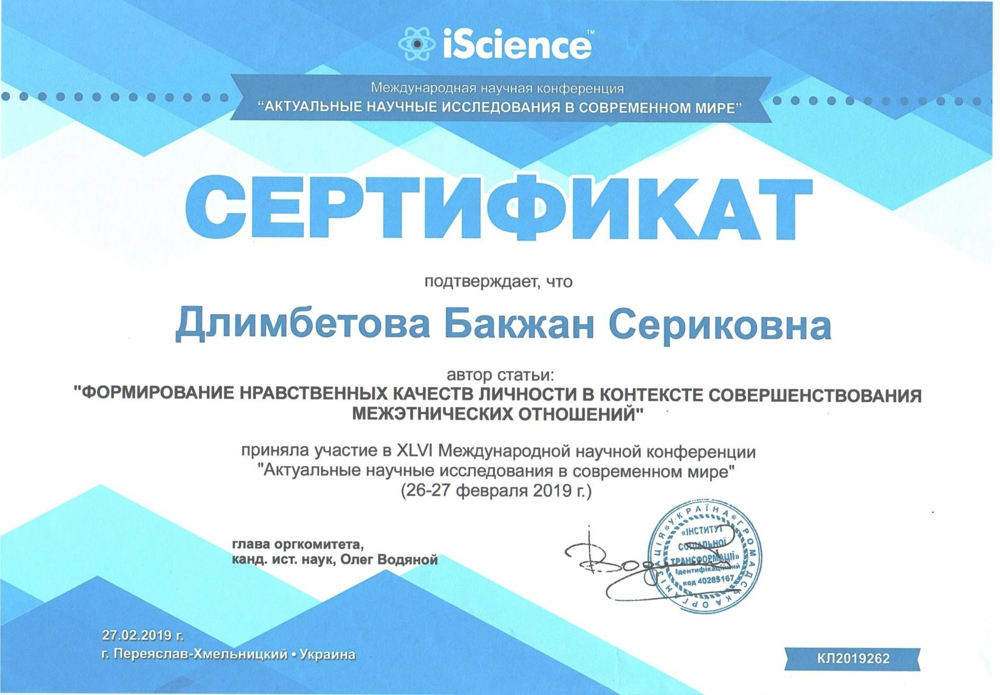 iScience™
Международная научная конференция
“АКТУАЛЬНЫЕ НАУЧНЫЕ ИССЛЕДОВАНИЯ В СОВРЕМЕННОМ МИРЕ”
СЕРТИФИКАТ
подтверждает, что
Длимбетова Бакжан Сериковна
автор статьи:
"ФОРМИРОВАНИЕ НРАВСТВЕННЫХ КАЧЕСТВ ЛИЧНОСТИ В КОНТЕКСТЕ СОВЕРШЕНСТВОВАНИЯ
МЕЖЭТНИЧЕСКИХ ОТНОШЕНИЙ"
приняла участие в XLVI Международной научной конференции
"Актуальные научные исследования в современном мире"
(26-27 февраля 2019 г.)
глава оргкомитета,
канд. ист. наук, Олег Водяной
УКРАЇНА * ГРОМАДСЬКА ОРГАНІЗАЦІЯ *
«ІНСТИТУТ
СОЦІАЛЬНОЇ
ТРАНСФОРМАЦІЇ»
Ідентифікаційний
код 40285167
27.02.2019 г.
г. Переяслав-Хмельницкий • Украина
КЛ2019262